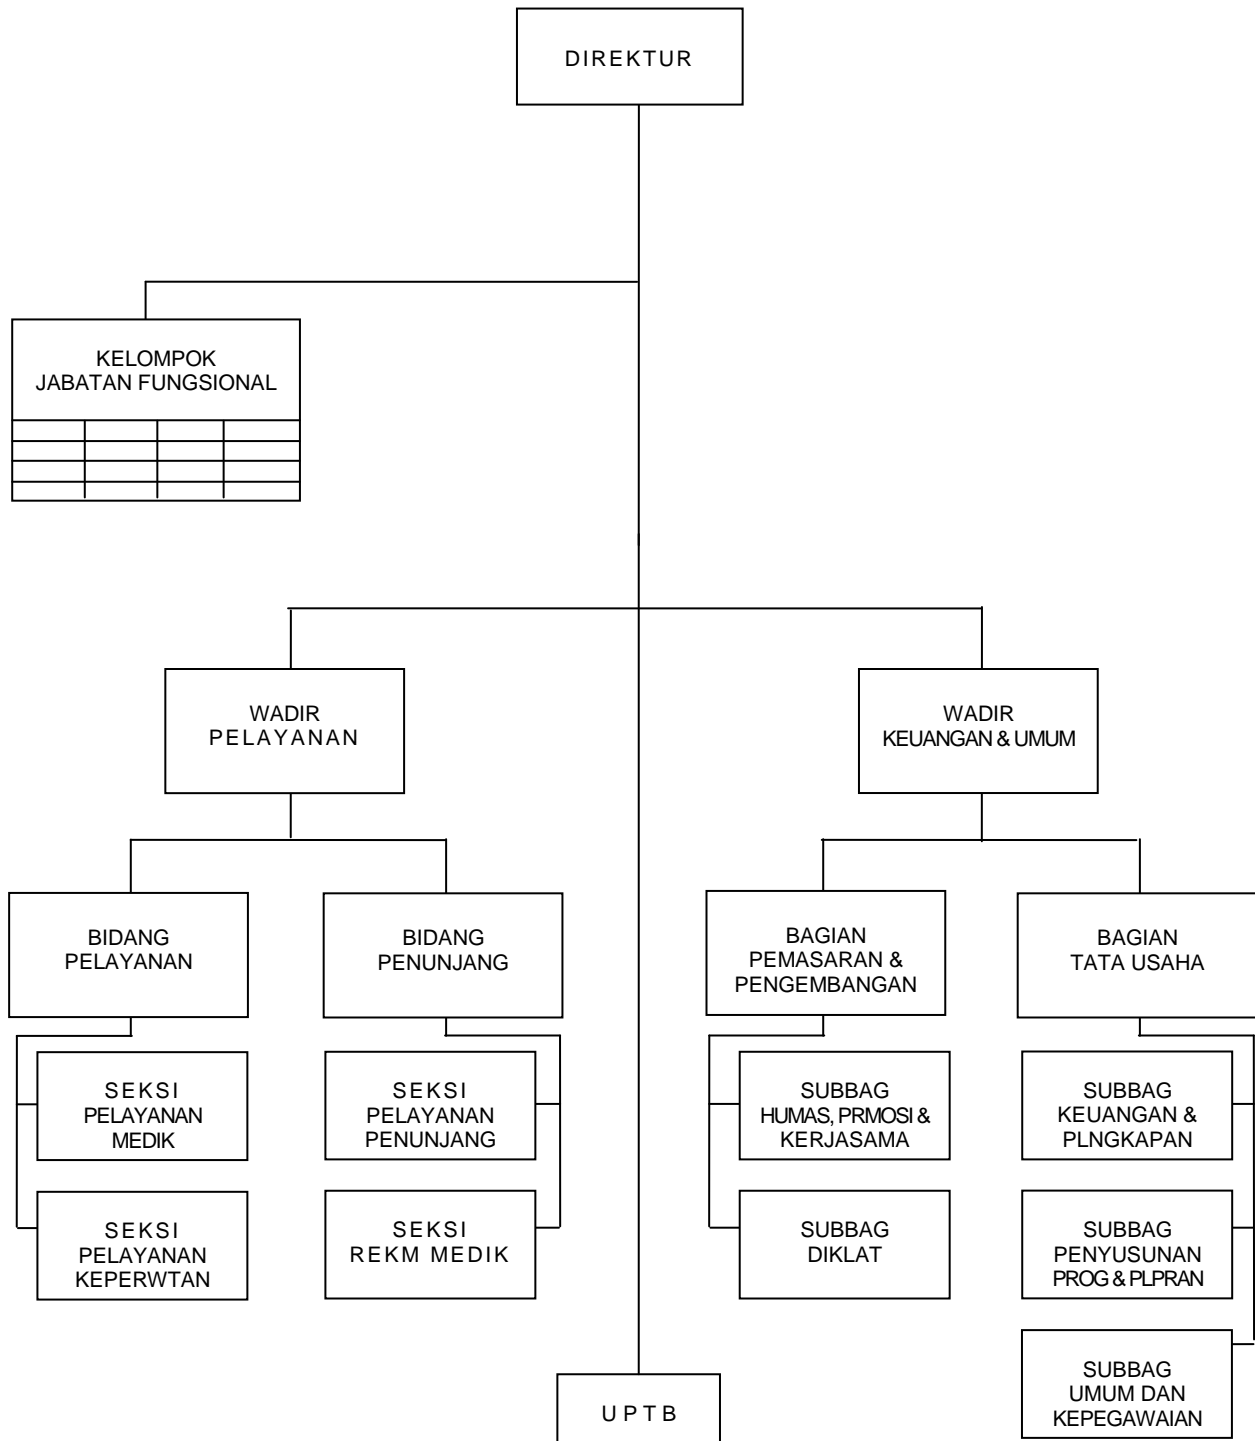 DIREKTUR
KELOMPOK
JABATAN FUNGSIONAL
WADIR
PELAYANAN
WADIR
KEUANGAN & UMUM
BIDANG
PELAYANAN
BIDANG
PENUNJANG
BAGIAN
PEMASARAN &
PENGEMBANGAN
BAGIAN
TATA USAHA
SEKSI
PELAYANAN
MEDIK
SEKSI
PELAYANAN
PENUNJANG
SUBBAG
HUMAS, PRMOSI &
KERJASAMA
SUBBAG
KEUANGAN &
PLNGKAPAN
SEKSI
PELAYANAN
KEPERWTAN
SEKSI
REKM MEDIK
SUBBAG
DIKLAT
SUBBAG
PENYUSUNAN
PROG & PLPRAN
SUBBAG
UMUM DAN
KEPEGAWAIAN
UPTB